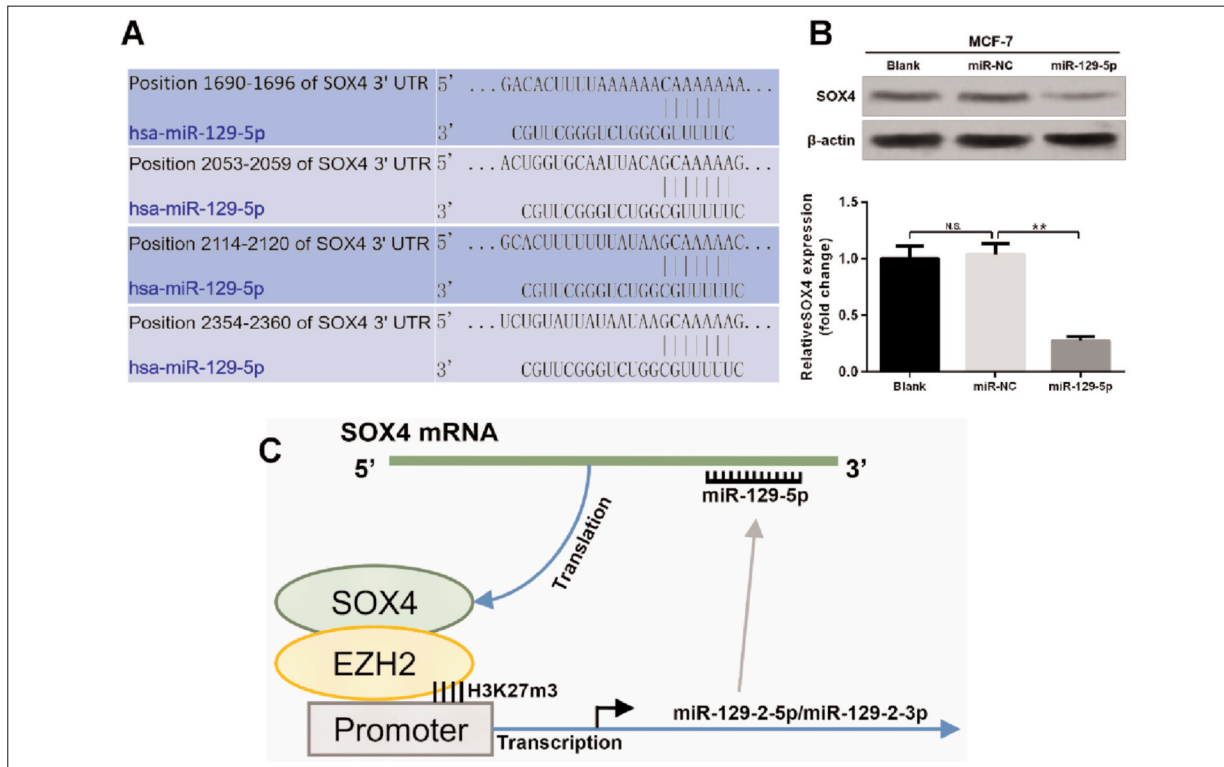 A
Position 1690-1696 of SOX4 3' UTR 5' ...GACACUUUUAAAAAACAAAAAAA...
hsa-miR-129-5p 3' CGUUCGGGUCUGGCGUUUUUC
Position 2053-2059 of SOX4 3' UTR 5' ...ACUGGUGCAAUUACAGCAAAAAG...
hsa-miR-129-5p 3' CGUUCGGGUCUGGCGUUUUUC
Position 2114-2120 of SOX4 3' UTR 5' ...GCACUUUUUUUAUAAGCAAAAAC...
hsa-miR-129-5p 3' CGUUCGGGUCUGGCGUUUUUC
Position 2354-2360 of SOX4 3' UTR 5' ...UCUGUAUUAUAAUAAGCAAAAAG...
hsa-miR-129-5p 3' CGUUCGGGUCUGGCGUUUUUC
B
MCF-7
Blank miR-NC miR-129-5p
SOX4
β-actin
RelativeSOX4 expression
(fold change)
1.5
1.0
0.5
0.0
N.S.
**
Blank miR-NC miR-129-5p
C
SOX4 mRNA
5' 3'
miR-129-5p
Translation
SOX4
EZH2
H3K27m3
Promoter
miR-129-2-5p/miR-129-2-3p
Transcription